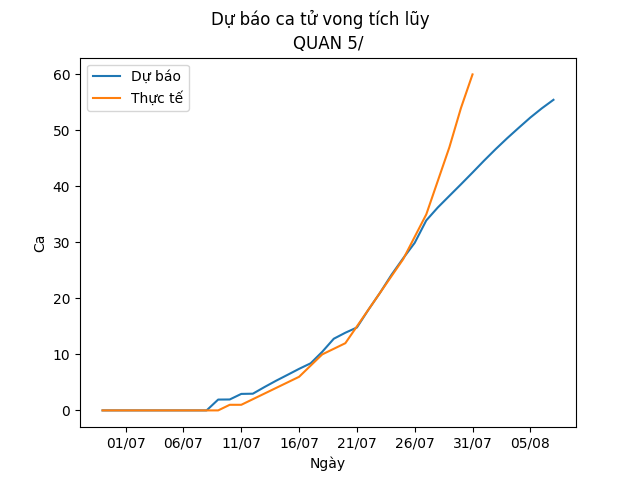 Dự báo ca tử vong tích lũy
QUAN 5/
Dự báo
Thực tế
60
50
40
30
20
10
0
Ca
01/07 06/07 11/07 16/07 21/07 26/07 31/07 05/08
Ngày